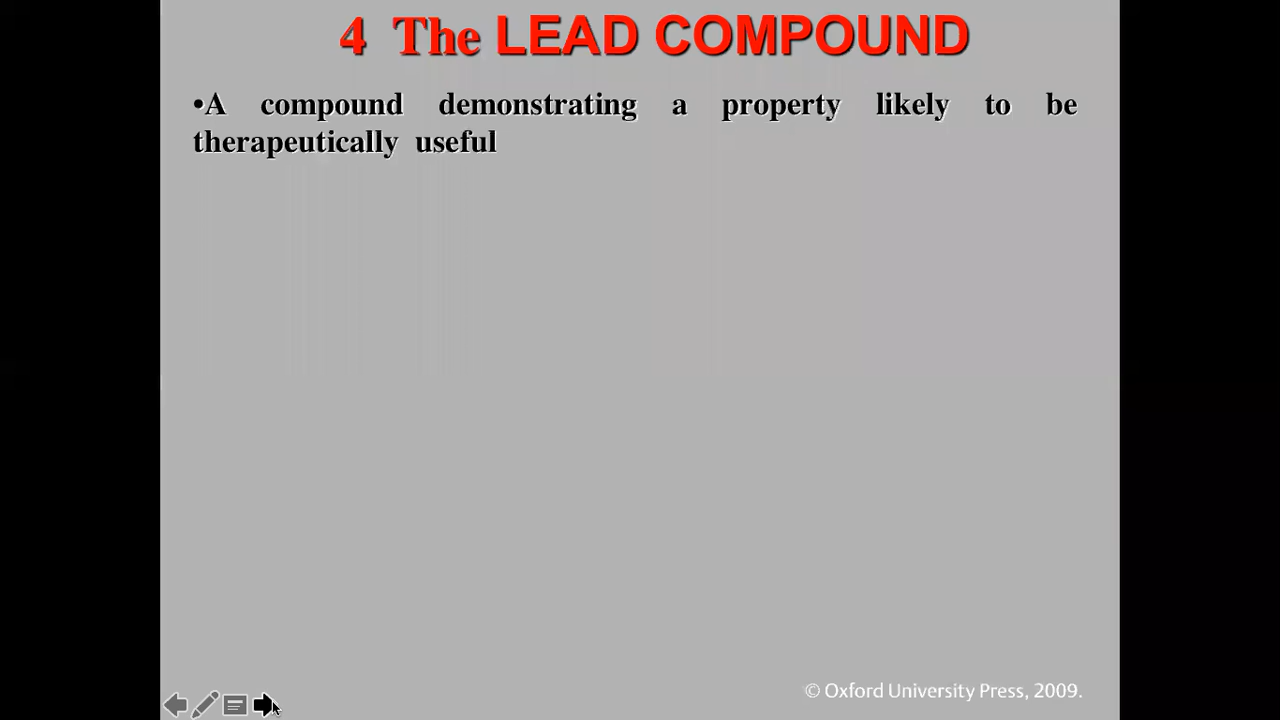 4 The LEAD COMPOUND
•A compound demonstrating a property likely to be
therapeutically useful
© Oxford University Press, 2009.